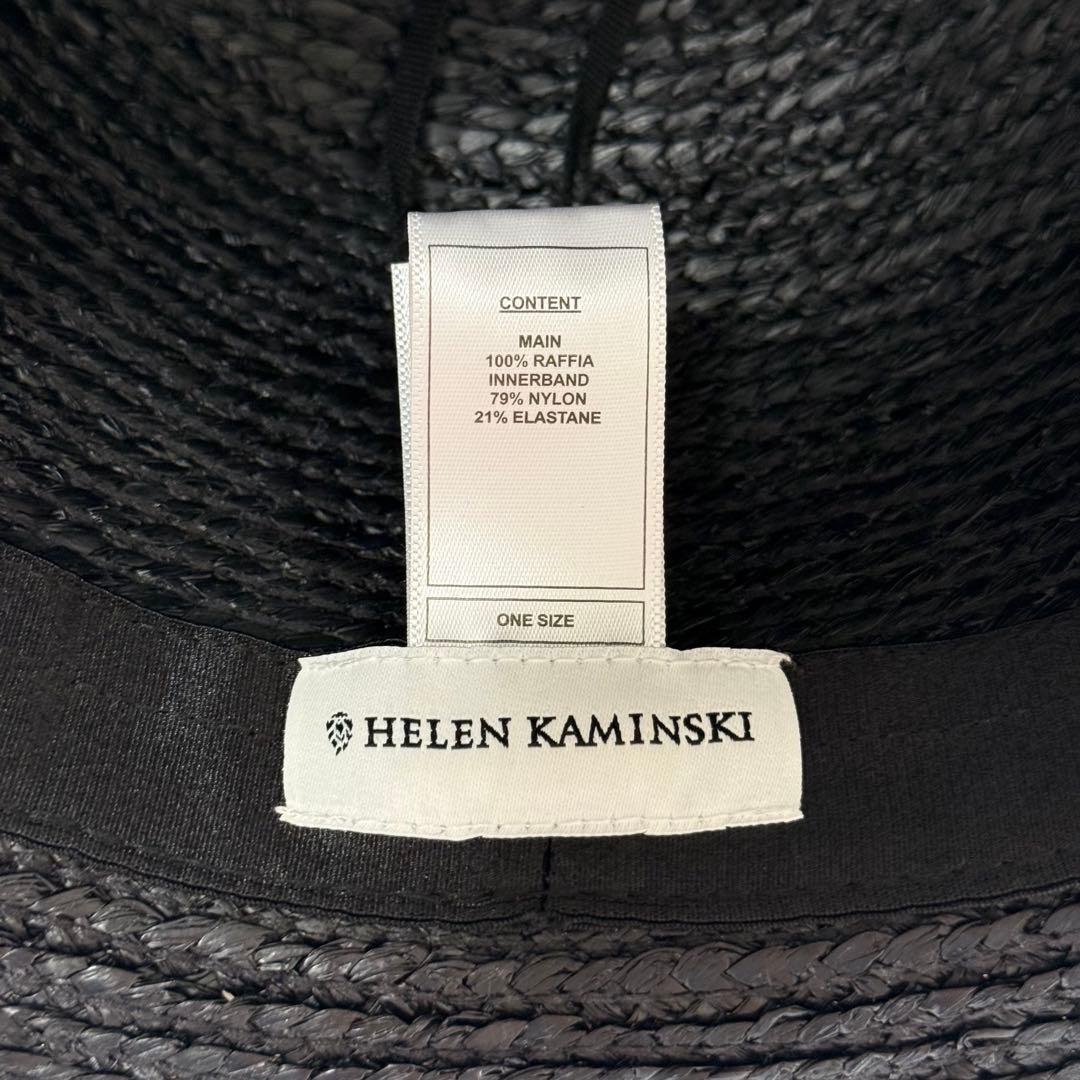 CONTENT
MAIN
100% RAFFIA
INNERBAND
79% NYLON
21% ELASTANE
ONE SIZE
HELEN KAMINSKI